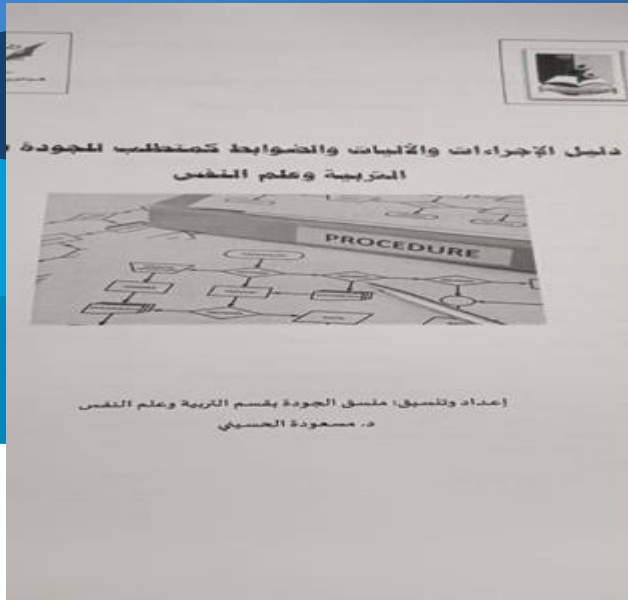 دليل الإجراءات والآليات والضوابط كمتطلب للجودة
التربية وعلم النفس
PROCEDURE
إعداد وتنسيق: منسق الجودة بقسم التربية وعلم النفس
د. مسعودة الحسيني